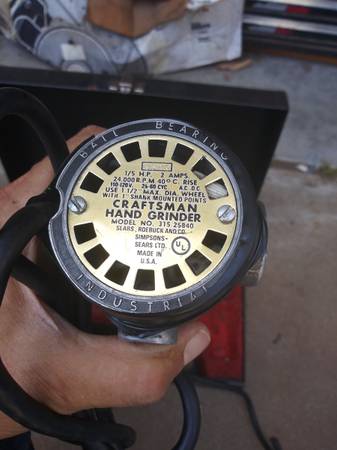 BALL BEARING
1/5 H.P. 2 AMPS.
24,000 R.P.M. 40°C. RISE
110-120V. 25-60 CYC. A.C.-D.C.
USE 1 1/2" MAX. DIA. WHEEL
WITH 1" SHANK MOUNTED POINTS
CRAFTSMAN
HAND GRINDER
MODEL NO. 315.25840
SEARS, ROEBUCK AND CO.
SIMPSONS-
SEARS LTD.
UL
MADE IN
U.S.A.
INDUSTRIAL